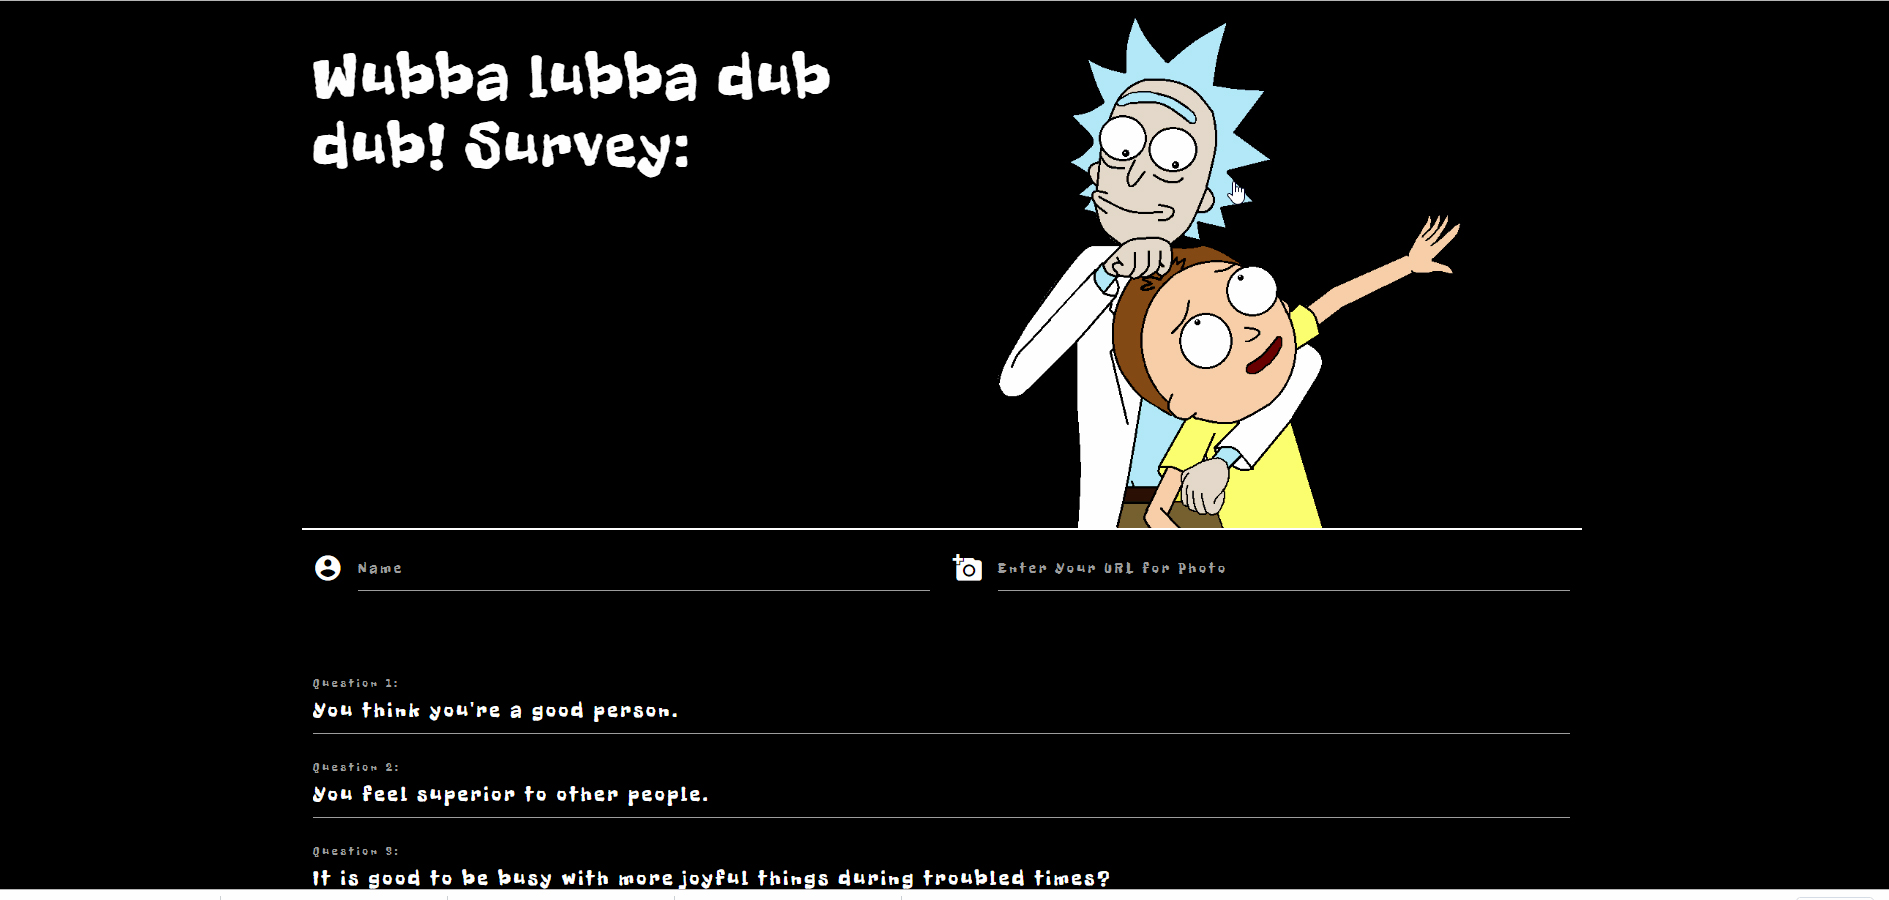 Wubba lubba dub
dub! Survey:
Name
Enter Your URL for Photo
Question 1:
You think you're a good person.
Question 2:
You feel superior to other people.
Question 3:
It is good to be busy with more joyful things during troubled times?